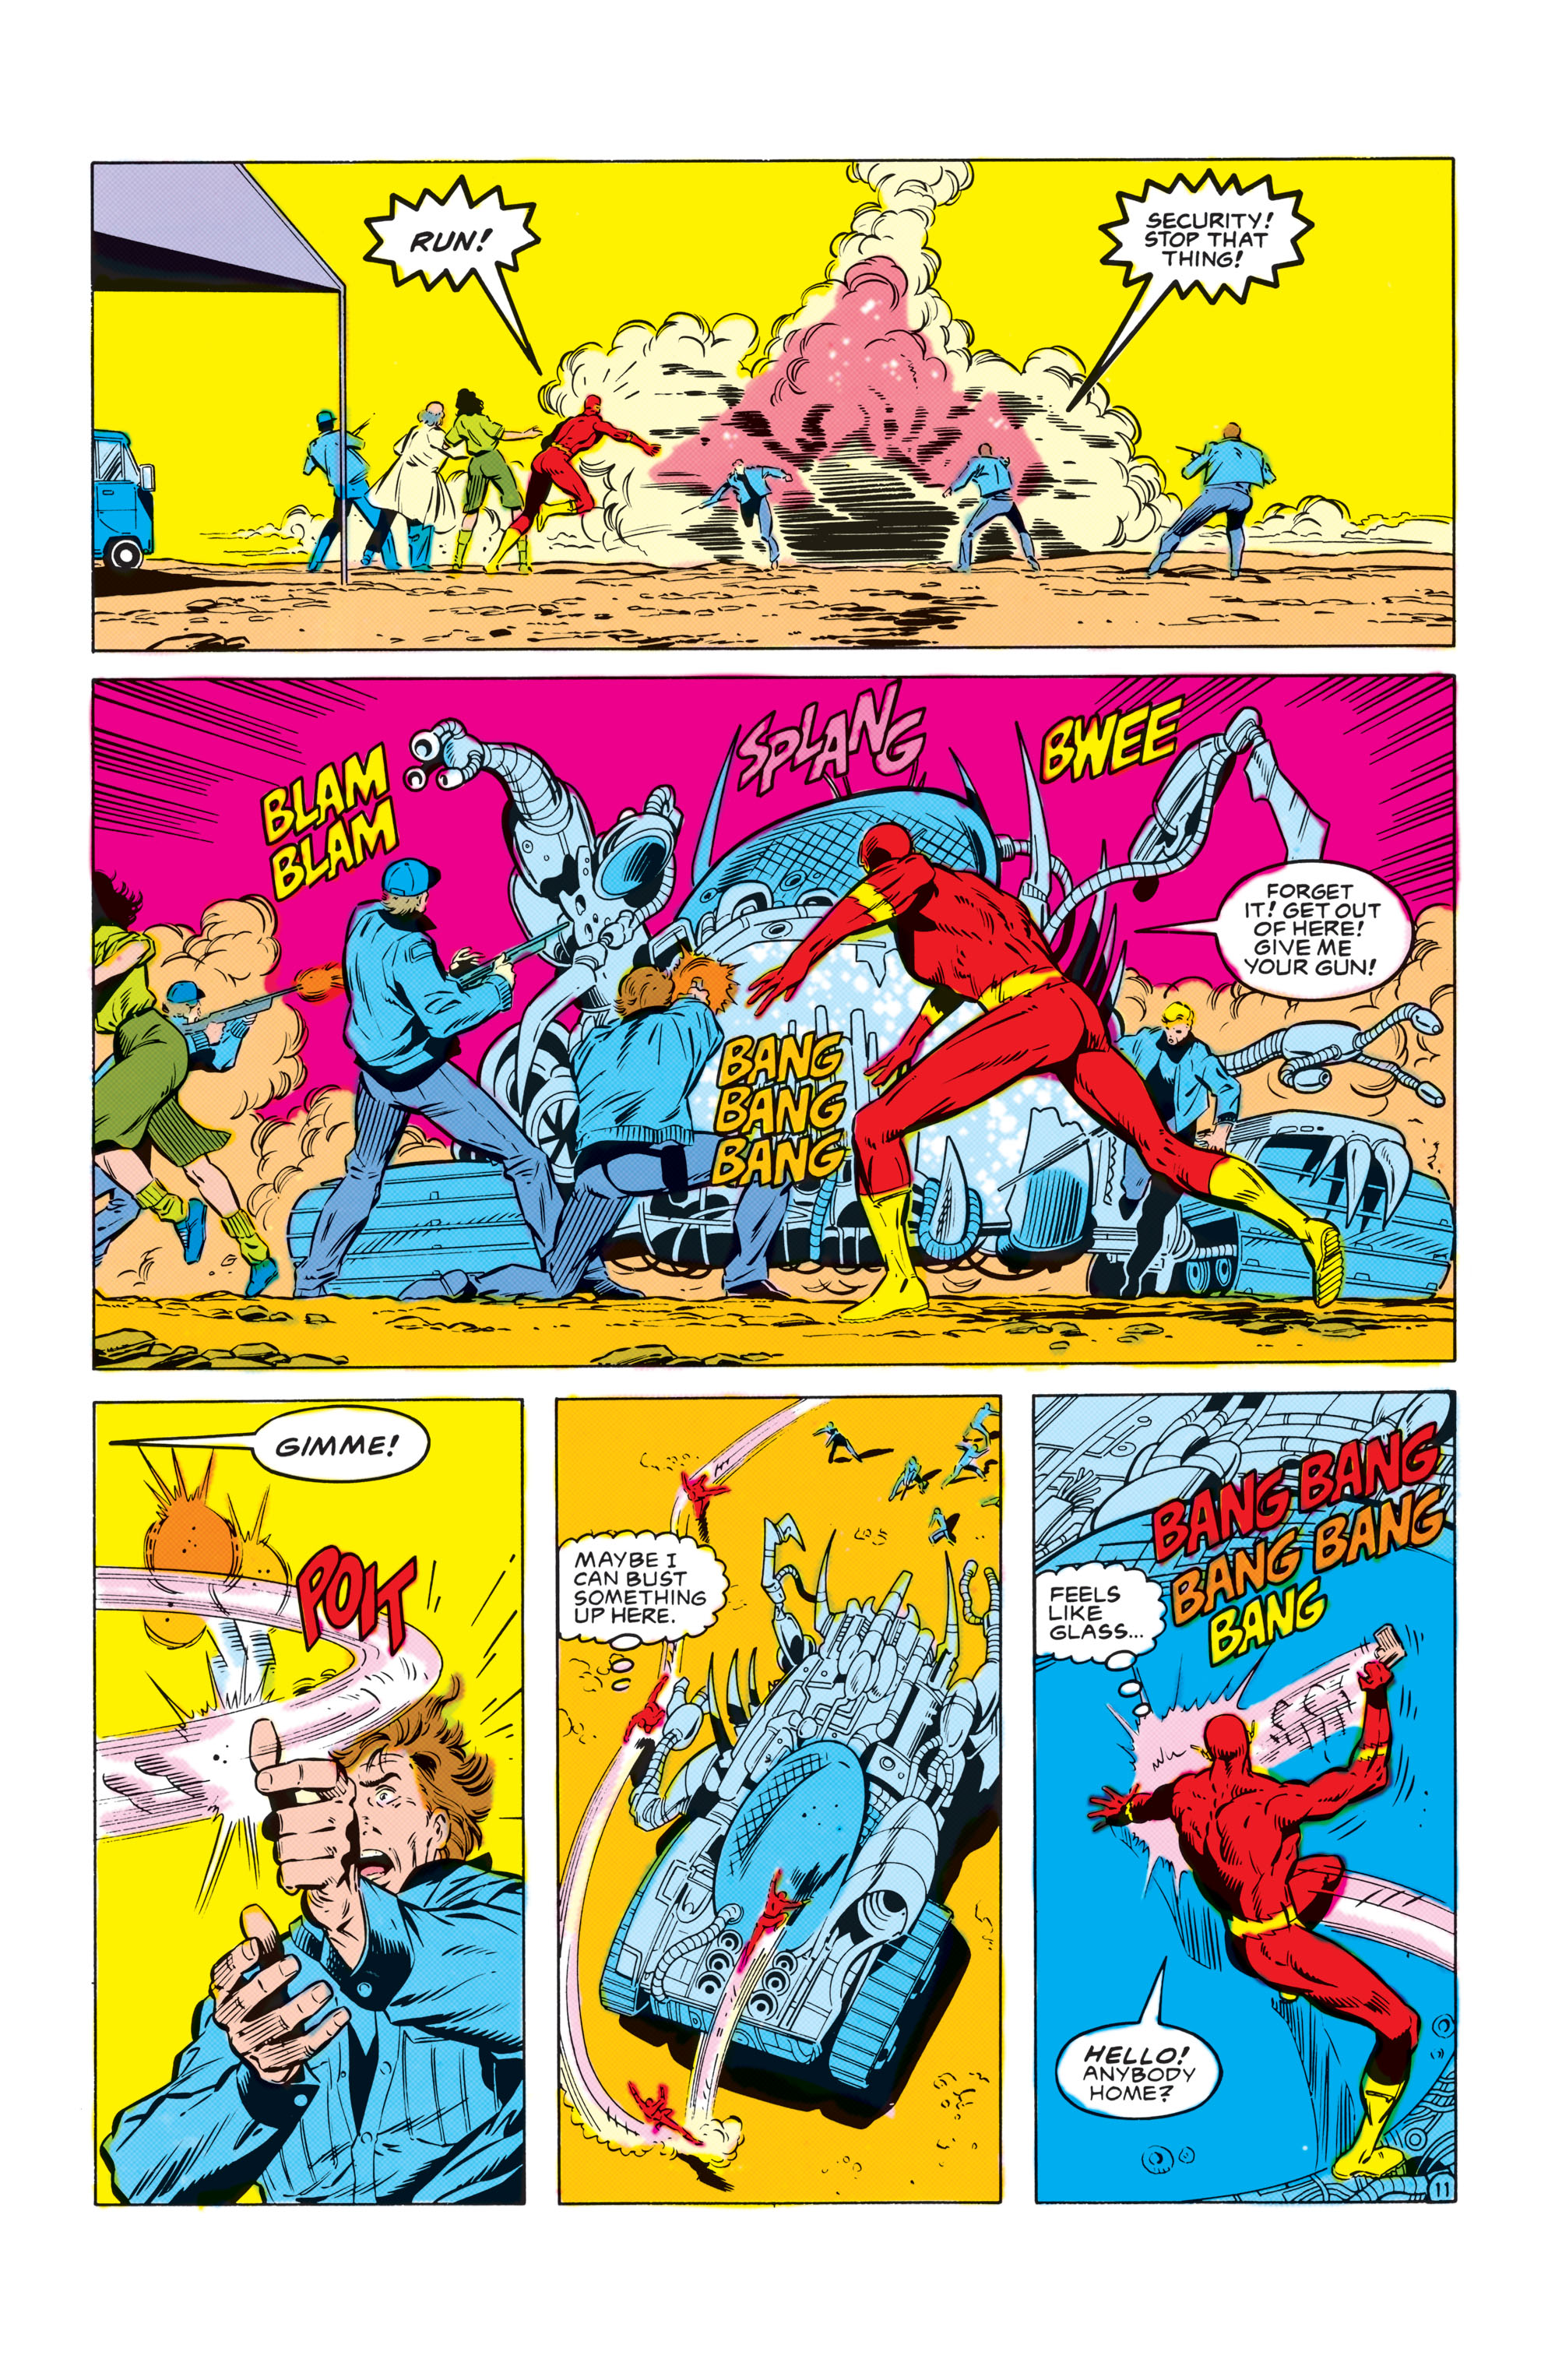 RUN!
SECURITY!
STOP THAT
THING!
BLAM
BLAM
SPLANG
BWEE
FORGET
IT! GET OUT
OF HERE!
GIVE ME
YOUR GUN!
BANG
BANG
BANG
GIMME!
POIT
MAYBE I
CAN BUST
SOMETHING
UP HERE.
BANG BANG
BANG BANG
BANG
FEELS
LIKE
GLASS...
HELLO!
ANYBODY
HOME?
11